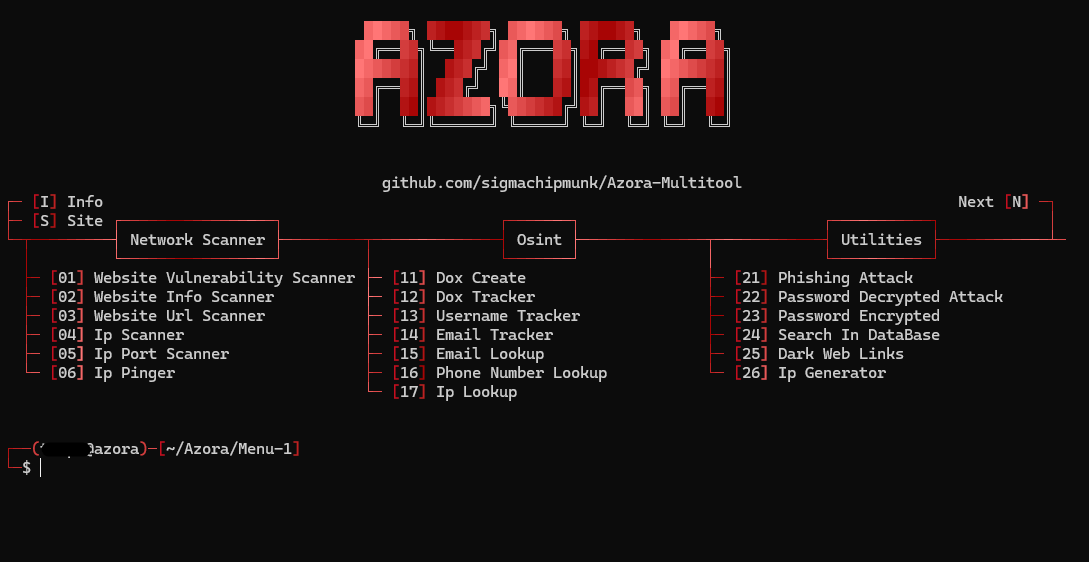 AZORA
github.com/sigmachipmunk/Azora-Multitool
[I] Info
Next [N]
[S] Site
Network Scanner
Osint
Utilities
[01] Website Vulnerability Scanner
[11] Dox Create
[21] Phishing Attack
[02] Website Info Scanner
[12] Dox Tracker
[22] Password Decrypted Attack
[03] Website Url Scanner
[13] Username Tracker
[23] Password Encrypted
[04] Ip Scanner
[14] Email Tracker
[24] Search In DataBase
[05] Ip Port Scanner
[15] Email Lookup
[25] Dark Web Links
[06] Ip Pinger
[16] Phone Number Lookup
[26] Ip Generator
[17] Ip Lookup
@azora)-[~/Azora/Menu-1]
$